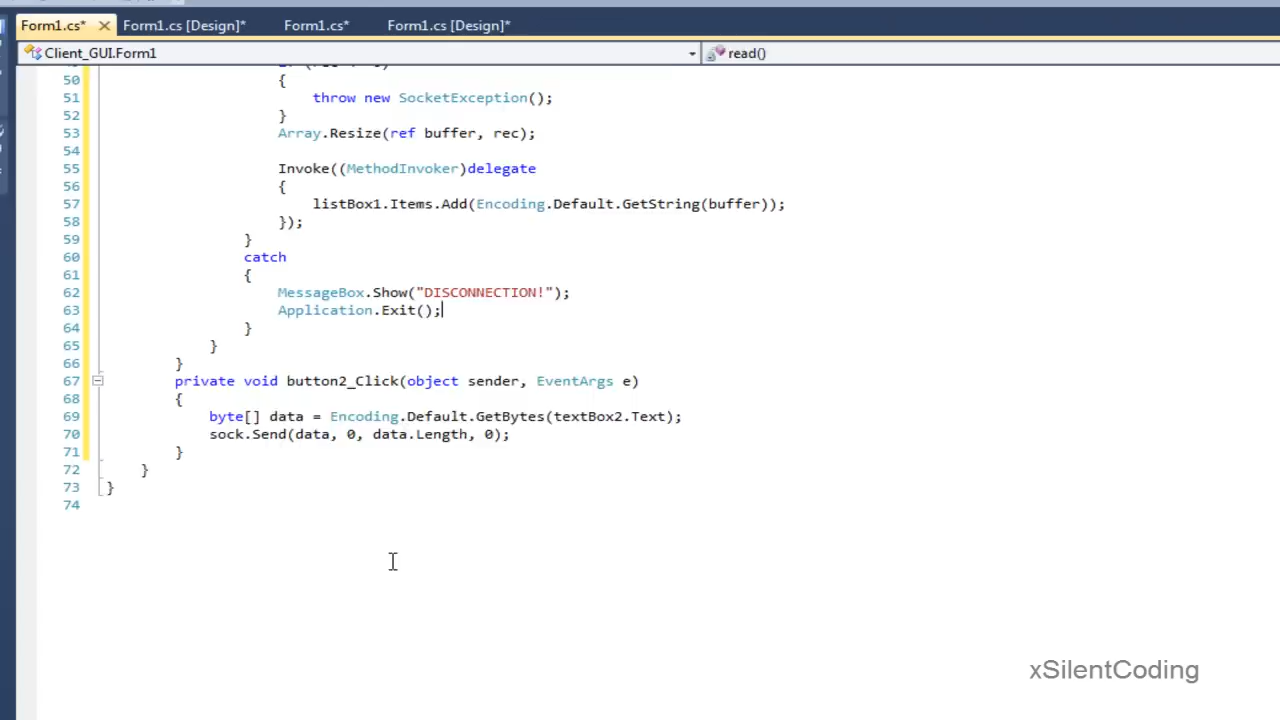 Form1.cs* Form1.cs [Design]* Form1.cs* Form1.cs [Design]*
Client_GUI.Form1 read()
50 {
51 throw new SocketException();
52 }
53 Array.Resize(ref buffer, rec);
54
55 Invoke((MethodInvoker)delegate
56 {
57 listBox1.Items.Add(Encoding.Default.GetString(buffer));
58 });
59 }
60 catch
61 {
62 MessageBox.Show("DISCONNECTION!");
63 Application.Exit();
64 }
65 }
66 }
67 private void button2_Click(object sender, EventArgs e)
68 {
69 byte[] data = Encoding.Default.GetBytes(textBox2.Text);
70 sock.Send(data, 0, data.Length, 0);
71 }
72 }
73 }
74
xSilentCoding